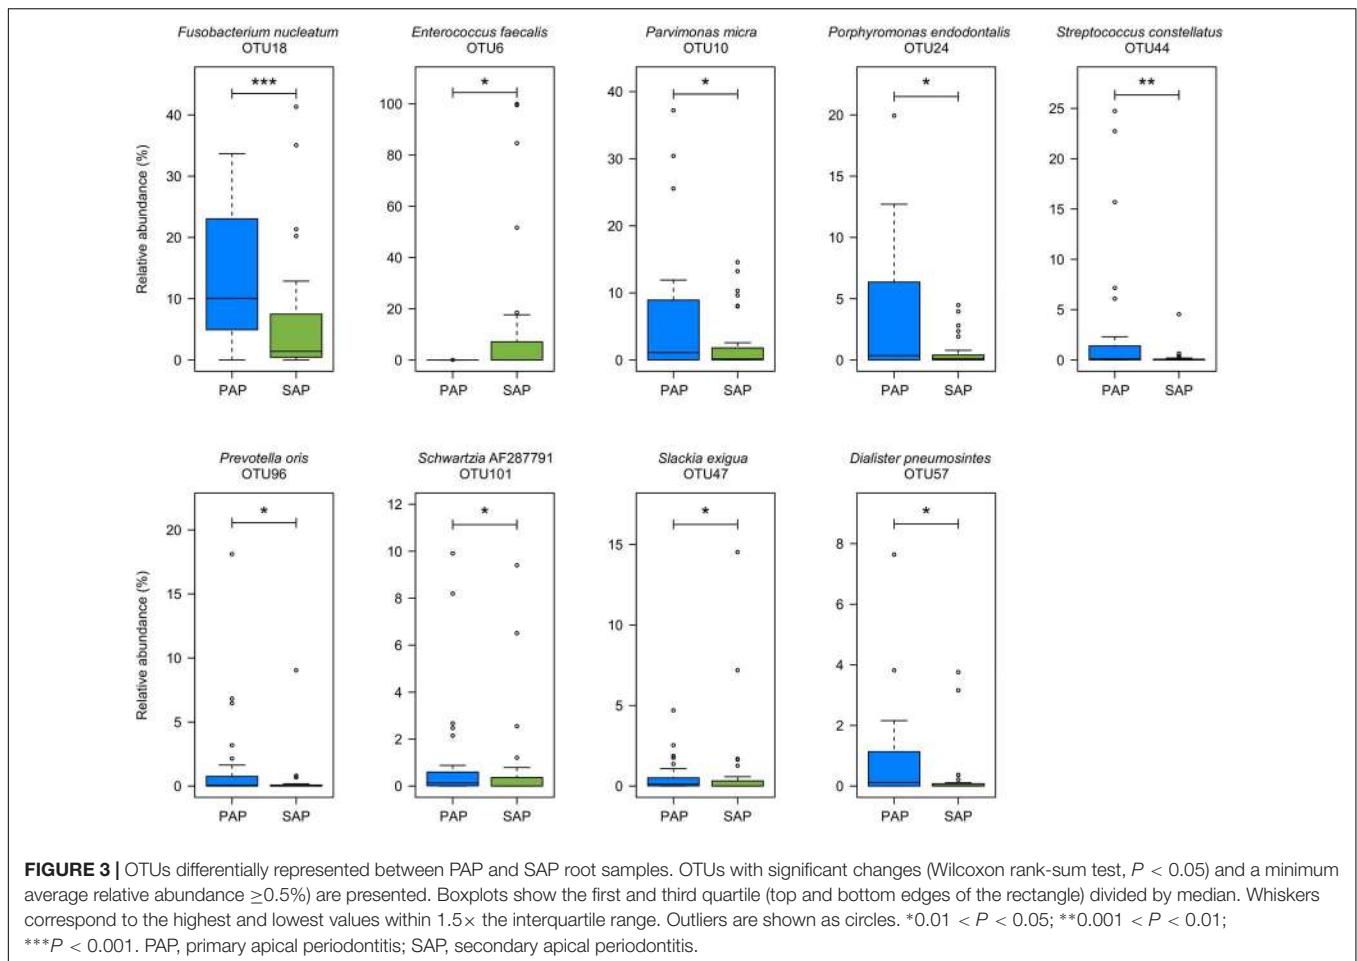 Fusobacterium nucleatum
OTU18
Enterococcus faecalis
OTU6
Parvimonas micra
OTU10
Porphyromonas endodontalis
OTU24
Streptococcus constellatus
OTU44
Relative abundance (%)
***
40
30
20
10
0
PAP SAP
*
100
80
60
40
20
0
PAP SAP
*
40
30
20
10
0
PAP SAP
*
20
15
10
5
0
PAP SAP
**
25
20
15
10
5
0
PAP SAP
Prevotella oris
OTU96
Schwartzia AF287791
OTU101
Slackia exigua
OTU47
Dialister pneumosintes
OTU57
Relative abundance (%)
*
20
15
10
5
0
PAP SAP
*
12
10
8
6
4
2
0
PAP SAP
*
15
10
5
0
PAP SAP
*
8
6
4
2
0
PAP SAP
FIGURE 3 | OTUs differentially represented between PAP and SAP root samples. OTUs with significant changes (Wilcoxon rank-sum test, P < 0.05) and a minimum
average relative abundance ≥0.5%) are presented. Boxplots show the first and third quartile (top and bottom edges of the rectangle) divided by median. Whiskers
correspond to the highest and lowest values within 1.5× the interquartile range. Outliers are shown as circles. *0.01 < P < 0.05; **0.001 < P < 0.01;
***P < 0.001. PAP, primary apical periodontitis; SAP, secondary apical periodontitis.